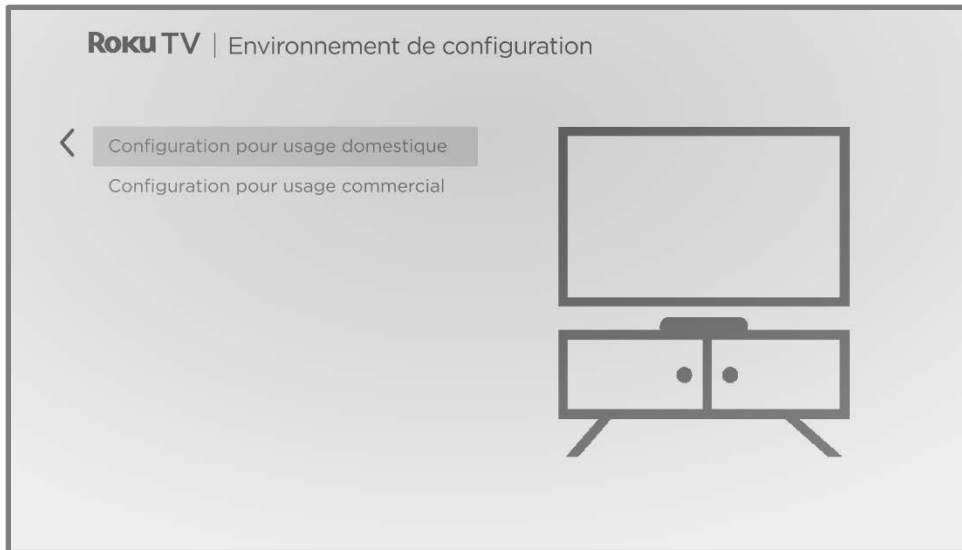 Roku TV | Environnement de configuration
Configuration pour usage domestique
Configuration pour usage commercial